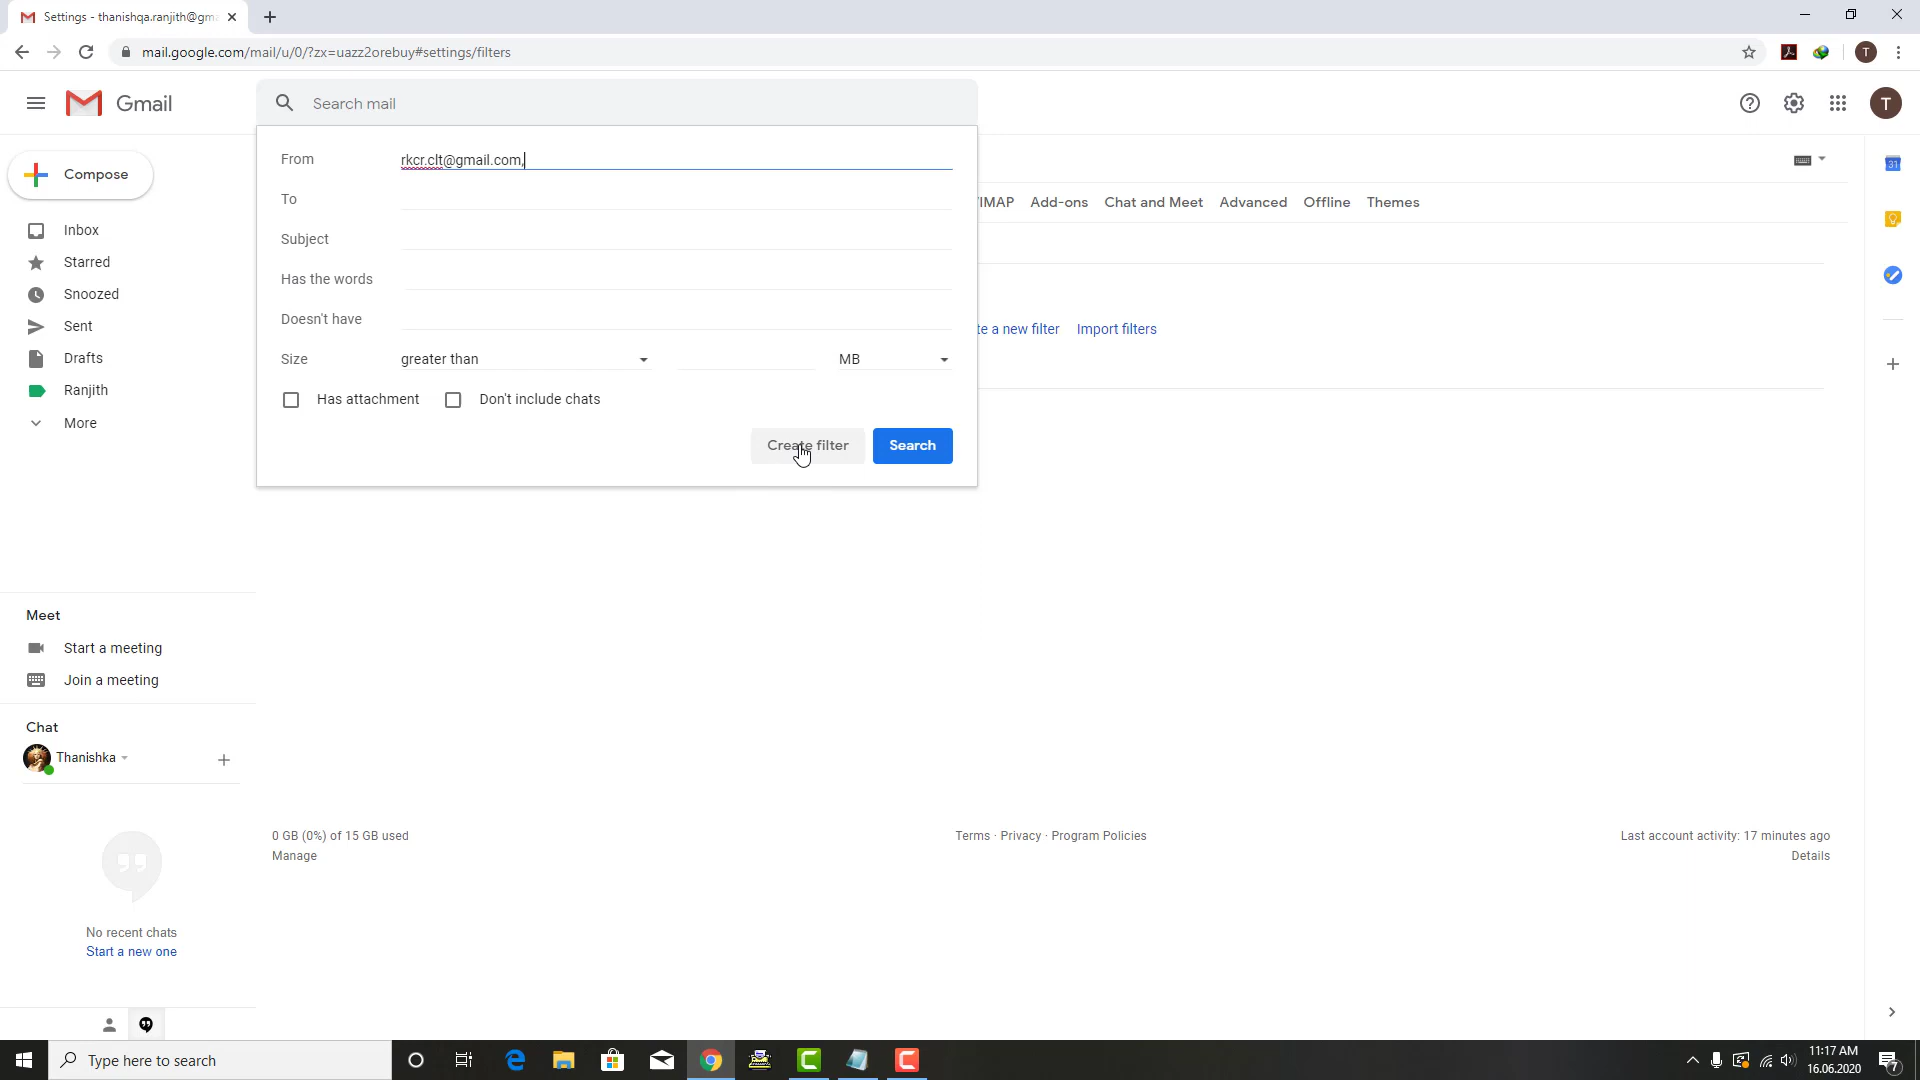 Settings - thanishqa.ranjith@gma
mail.google.com/mail/u/0/?zx=uazz2orebuy#settings/filters
T
Gmail
Search mail
T
Compose
From
rkcr.clt@gmail.com,
To
Subject
Has the words
Doesn't have
Size
greater than
MB
Has attachment
Don't include chats
Create filter
Search
/IMAP
Add-ons
Chat and Meet
Advanced
Offline
Themes
te a new filter
Import filters
31
Inbox
Starred
Snoozed
Sent
Drafts
Ranjith
More
Meet
Start a meeting
Join a meeting
Chat
Thanishka
No recent chats
Start a new one
0 GB (0%) of 15 GB used
Manage
Terms · Privacy · Program Policies
Last account activity: 17 minutes ago
Details
Type here to search
11:17 AM
16.06.2020
7